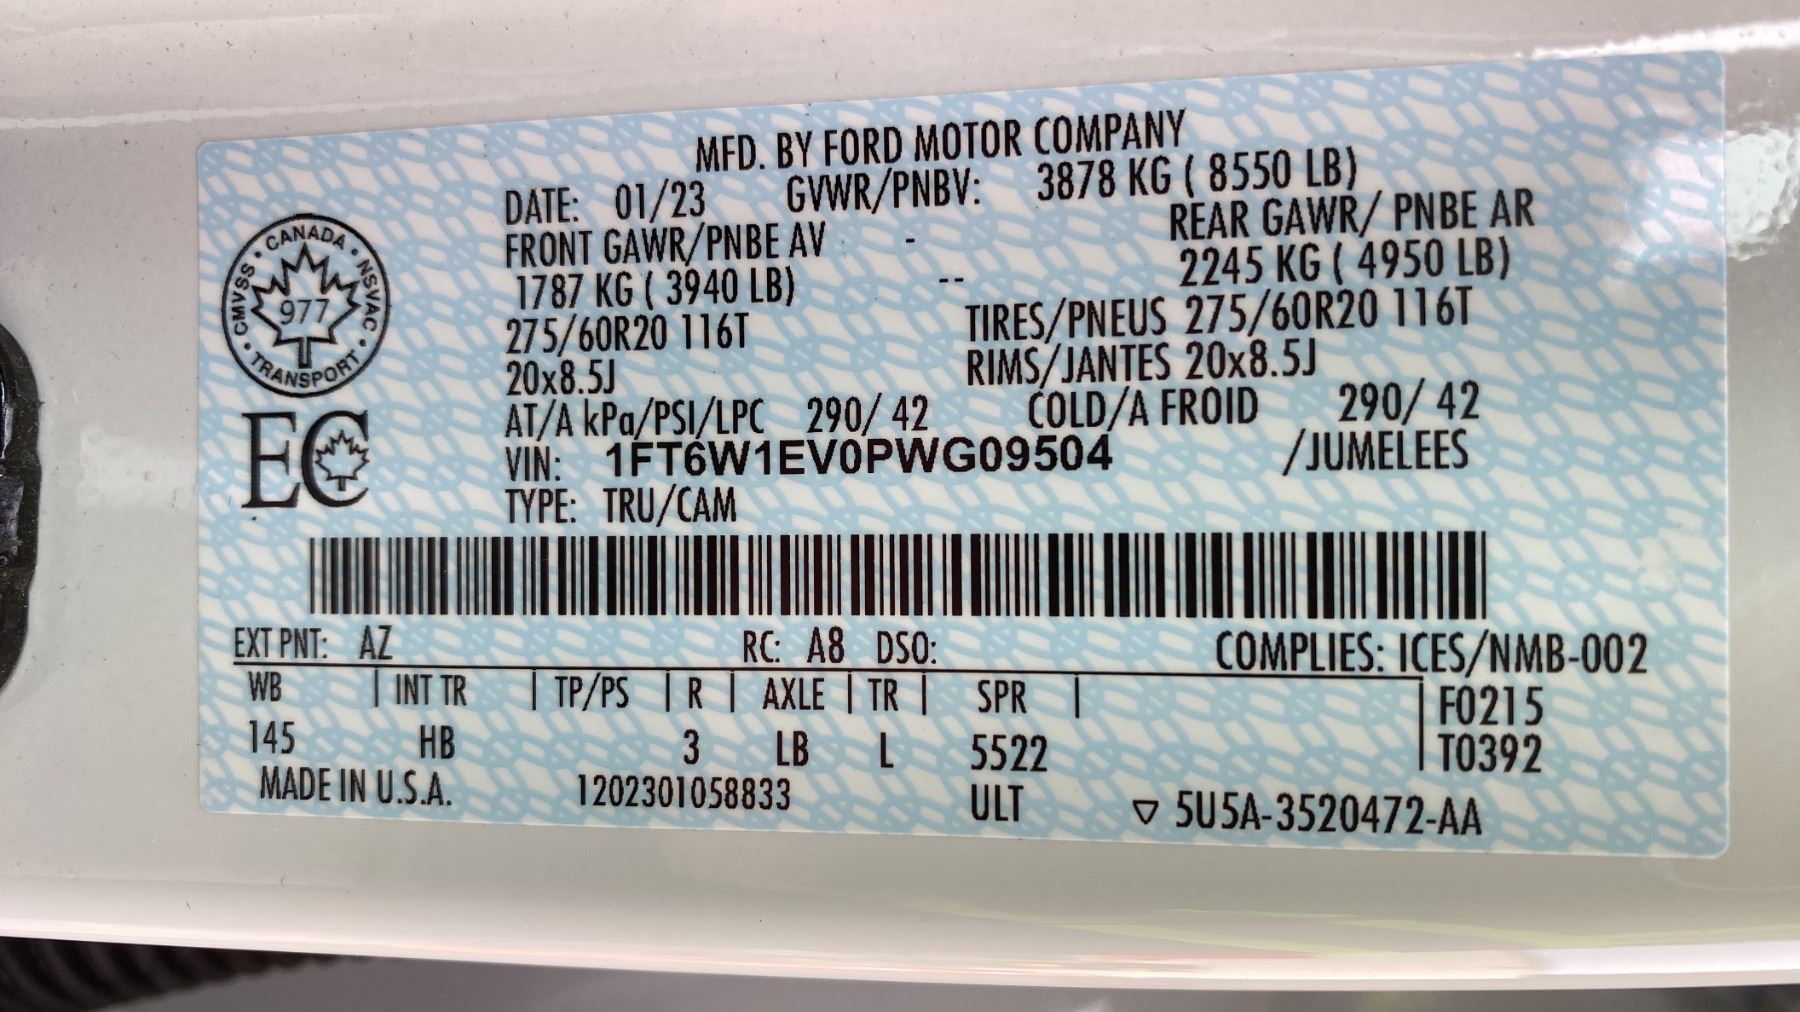 MFD. BY FORD MOTOR COMPANY
DATE: 01/23 GVWR/PNBV: 3878 KG ( 8550 LB)
FRONT GAWR/PNBE AV - REAR GAWR/ PNBE AR
1787 KG ( 3940 LB) -- 2245 KG ( 4950 LB)
275/60R20 116T TIRES/PNEUS 275/60R20 116T
20x8.5J RIMS/JANTES 20x8.5J
AT/A kPa/PSI/LPC 290/ 42 COLD/A FROID 290/ 42
VIN: 1FT6W1EV0PWG09504 /JUMELEES
TYPE: TRU/CAM
CANADA
CMVSS 977 NSVAC
TRANSPORT
EC
EXT PNT: AZ RC: A8 DSO: COMPLIES: ICES/NMB-002
WB | INT TR | TP/PS | R | AXLE | TR | SPR | F0215
145 HB 3 LB L 5522 T0392
MADE IN U.S.A. 1202301058833 ULT ▽ 5U5A-3520472-AA